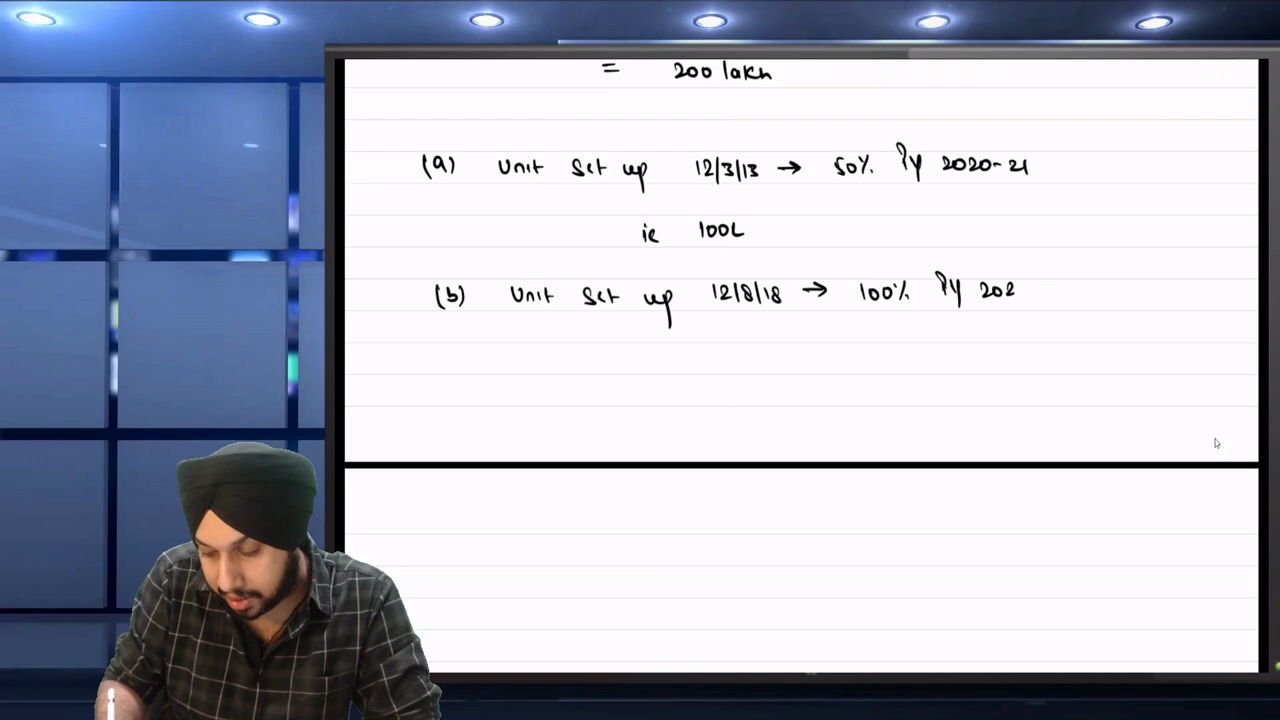 = 200 lakh
(a) Unit Set up 12/3/13 → 50% Py 2020-21
ie 100L
(b) Unit Set up 12/8/18 → 100% Py 202